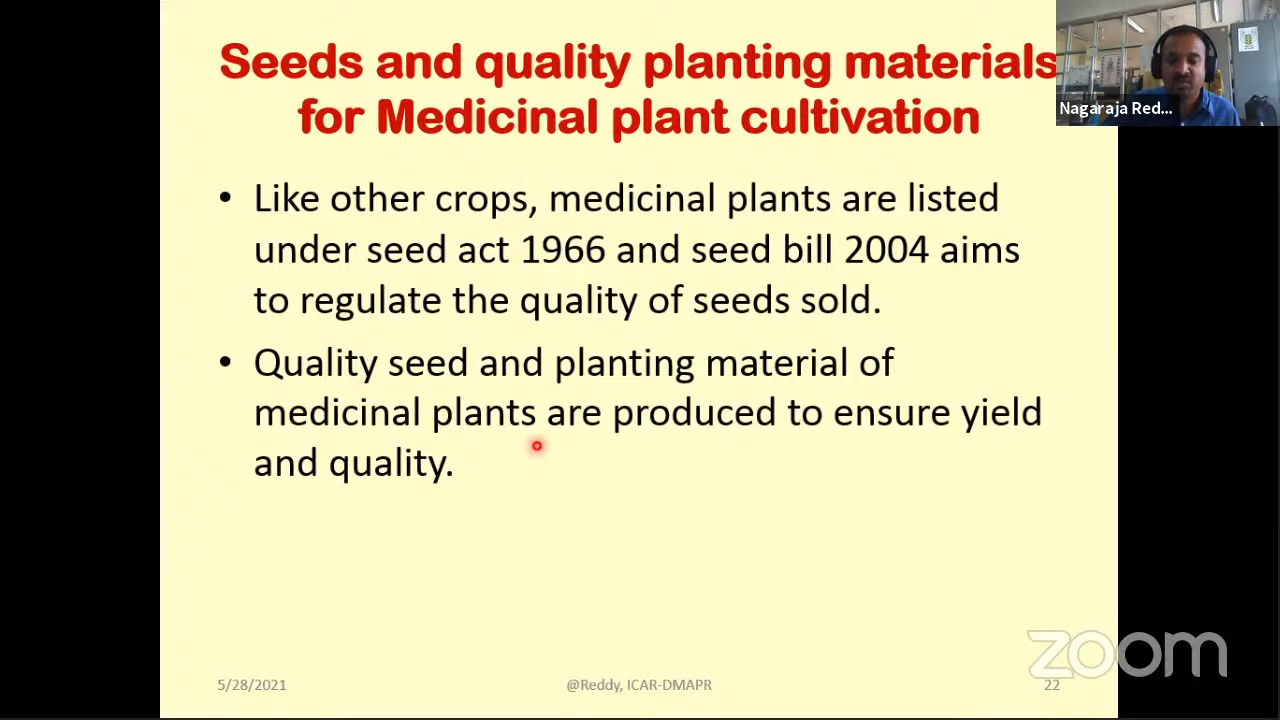 Seeds and quality planting materials
for Medicinal plant cultivation
Nagaraja Red...
• Like other crops, medicinal plants are listed
under seed act 1966 and seed bill 2004 aims
to regulate the quality of seeds sold.
• Quality seed and planting material of
medicinal plants are produced to ensure yield
and quality.
zoom
5/28/2021
@Reddy, ICAR-DMAPR
22